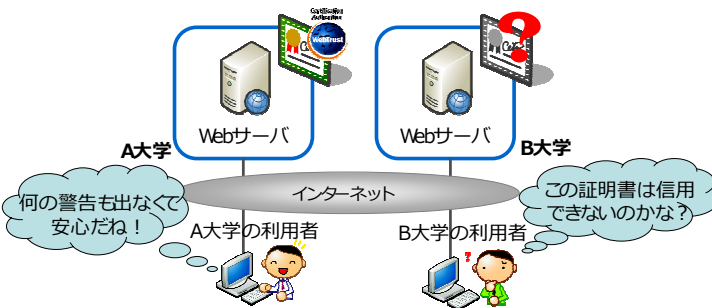 Certification
Authorities
WebTrust
?
Webサーバ
Webサーバ
A大学
B大学
インターネット
何の警告も出なくて
安心だね！
この証明書は信用
できないのかな？
A大学の利用者
B大学の利用者
?